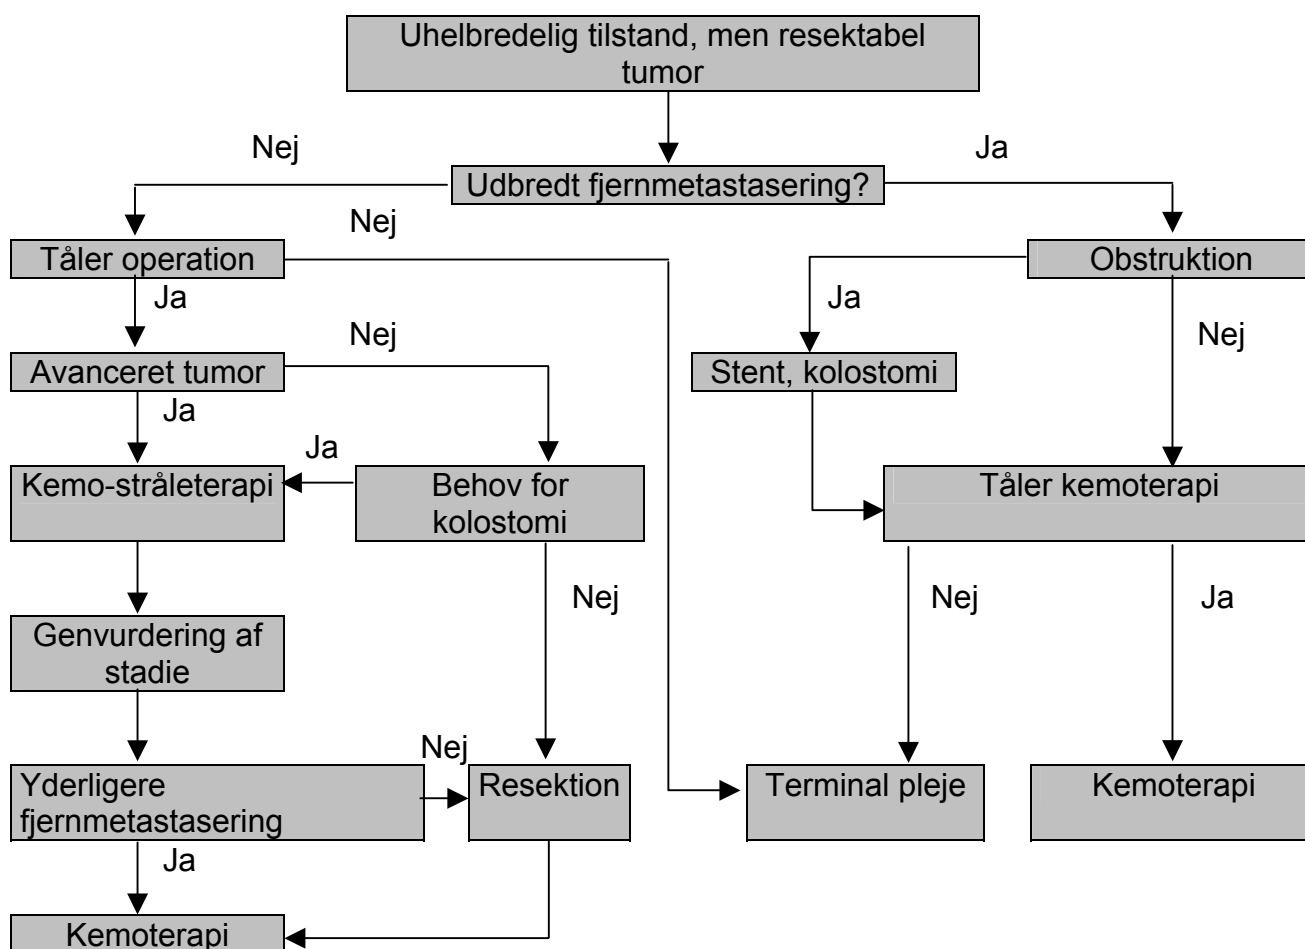 Uhelbredelig tilstand, men resektabel
tumor
Nej
Ja
Udbredt fjernmetastasering?
Nej
Tåler operation
Obstruktion
Ja
Ja
Nej
Nej
Avanceret tumor
Stent, kolostomi
Ja
Ja
Kemo-stråleterapi
Behov for
kolostomi
Tåler kemoterapi
Nej
Nej
Ja
Genvurdering af
stadie
Nej
Yderligere
fjernmetastasering
Resektion
Terminal pleje
Kemoterapi
Ja
Kemoterapi